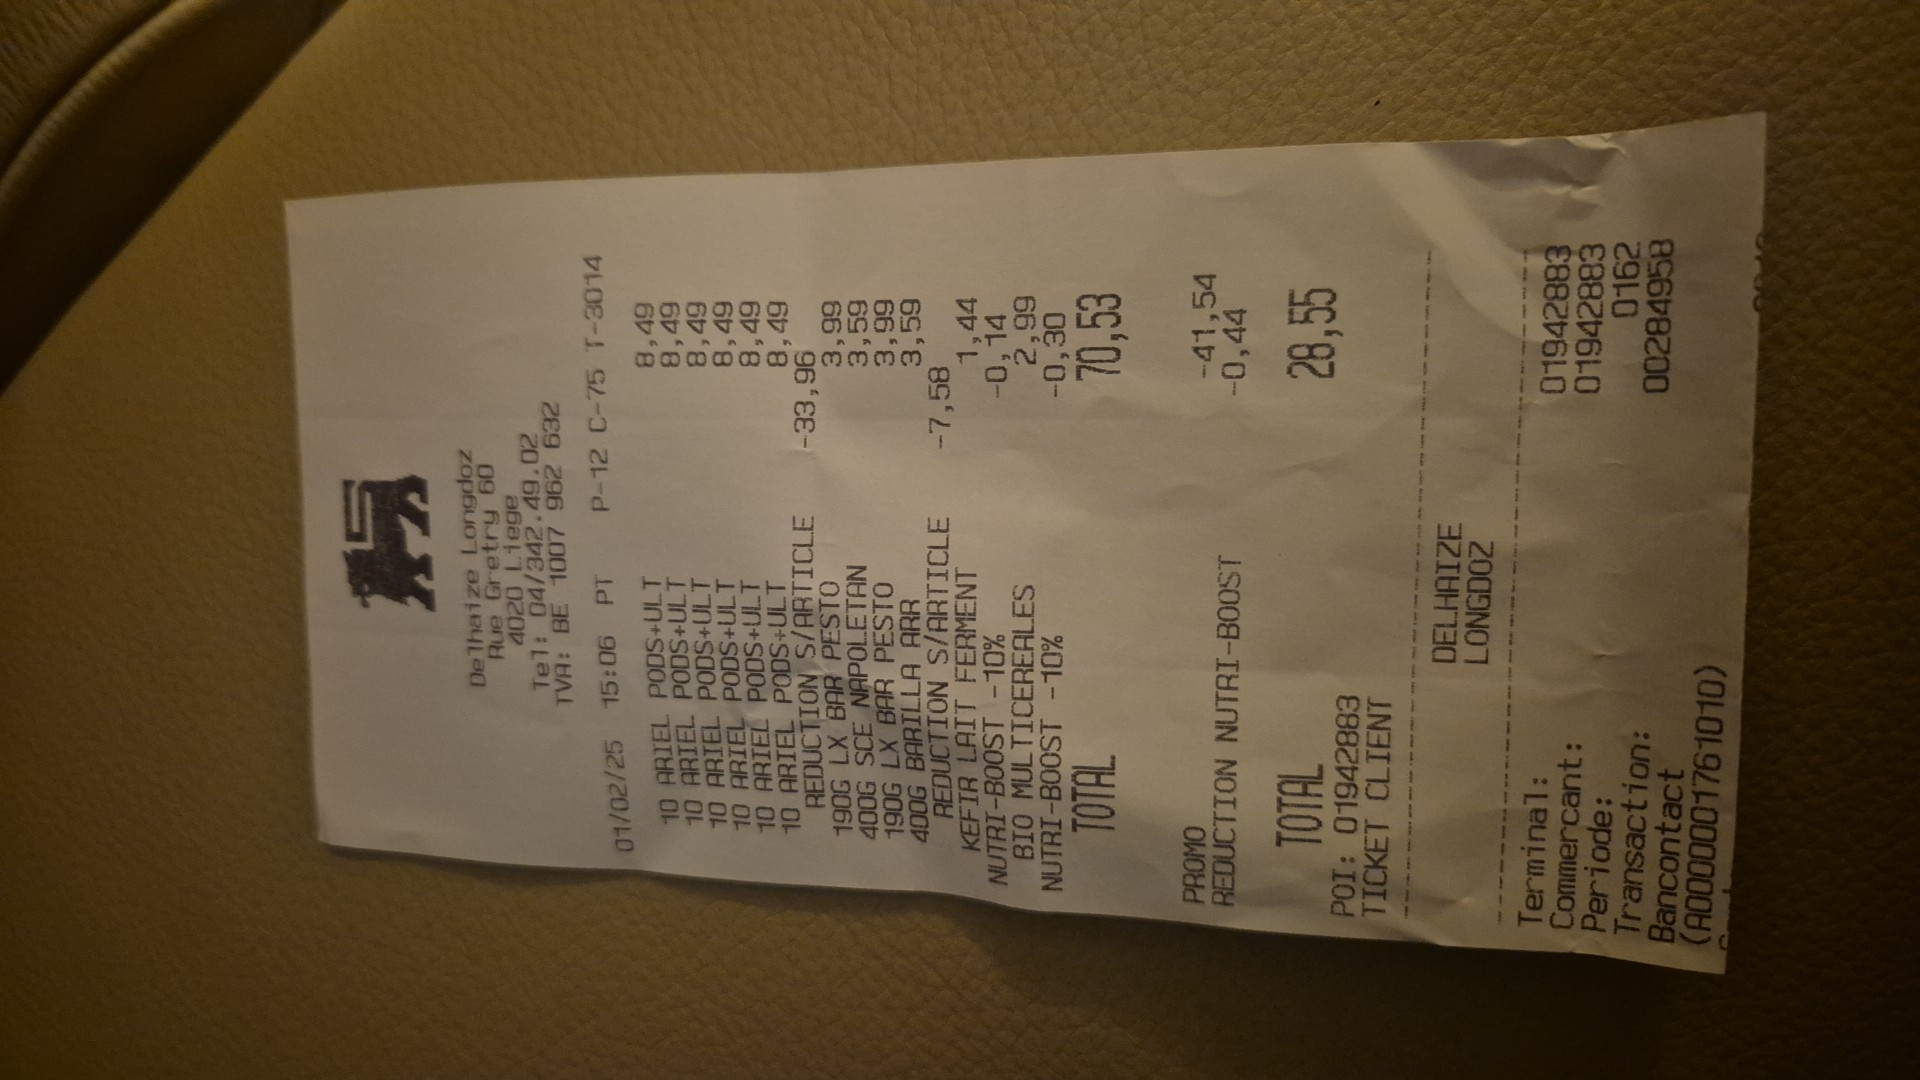 Delhaize Longdoz
Rue Gretry 60
4020 Liege
Tel: 04/342.49.02
TVA: BE 1007 962 632
01/02/25 15:06 PT P-12 C-75 T-3014
10 ARIEL PODS+ULT 8,49
10 ARIEL PODS+ULT 8,49
10 ARIEL PODS+ULT 8,49
10 ARIEL PODS+ULT 8,49
10 ARIEL PODS+ULT 8,49
10 ARIEL PODS+ULT 8,49
REDUCTION S/ARTICLE -33,96
190G LX BAR PESTO 3,99
400G SCE NAPOLETAN 3,59
190G LX BAR PESTO 3,99
400G BARILLA ARR 3,59
REDUCTION S/ARTICLE -7,58
KEFIR LAIT FERMENT 1,44
NUTRI-BOOST -10% -0,14
BIO MULTICEREALES 2,99
NUTRI-BOOST -10% -0,30
TOTAL 70,53
PROMO -41,54
REDUCTION NUTRI-BOOST -0,44
TOTAL 28,55
POI: 01942883
TICKET CLIENT
DELHAIZE
LONGDOZ
Terminal: 01942883
Commercant: 01942883
Periode: 0162
Transaction: 00284958
Bancontact
(A0000001761010)